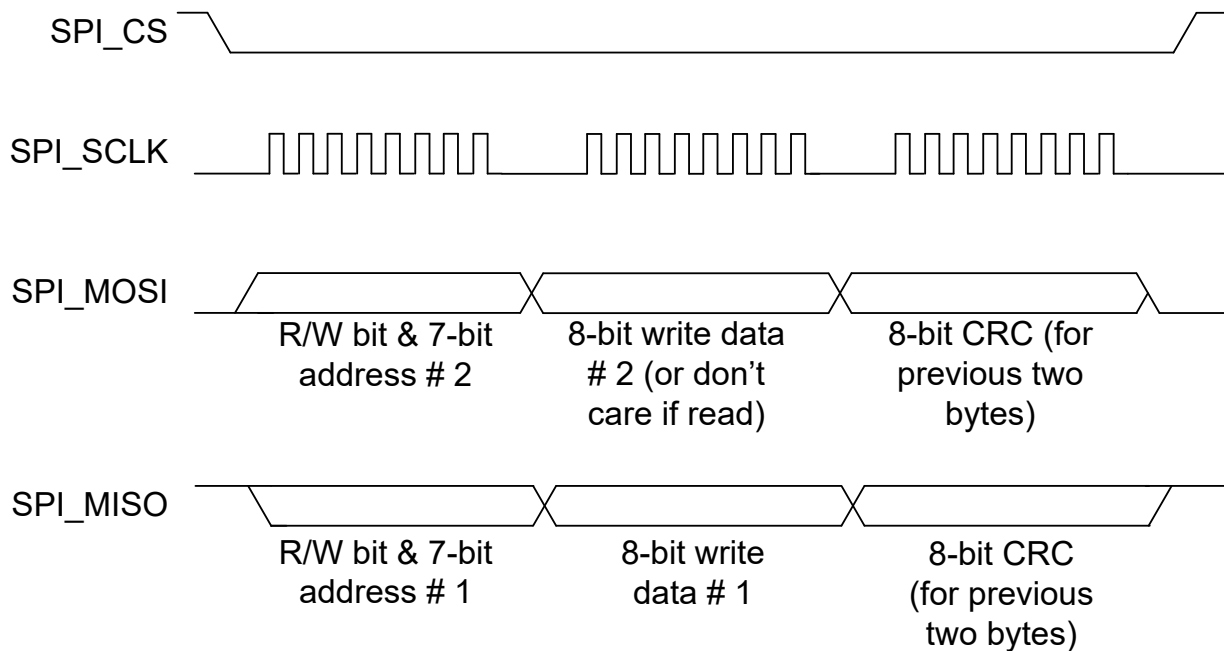 SPI_CS
SPI_SCLK
SPI_MOSI
R/W bit & 7-bit
address # 2
8-bit write data
# 2 (or don’t
care if read)
8-bit CRC (for
previous two
bytes)
SPI_MISO
R/W bit & 7-bit
address # 1
8-bit write
data # 1
8-bit CRC
(for previous
two bytes)